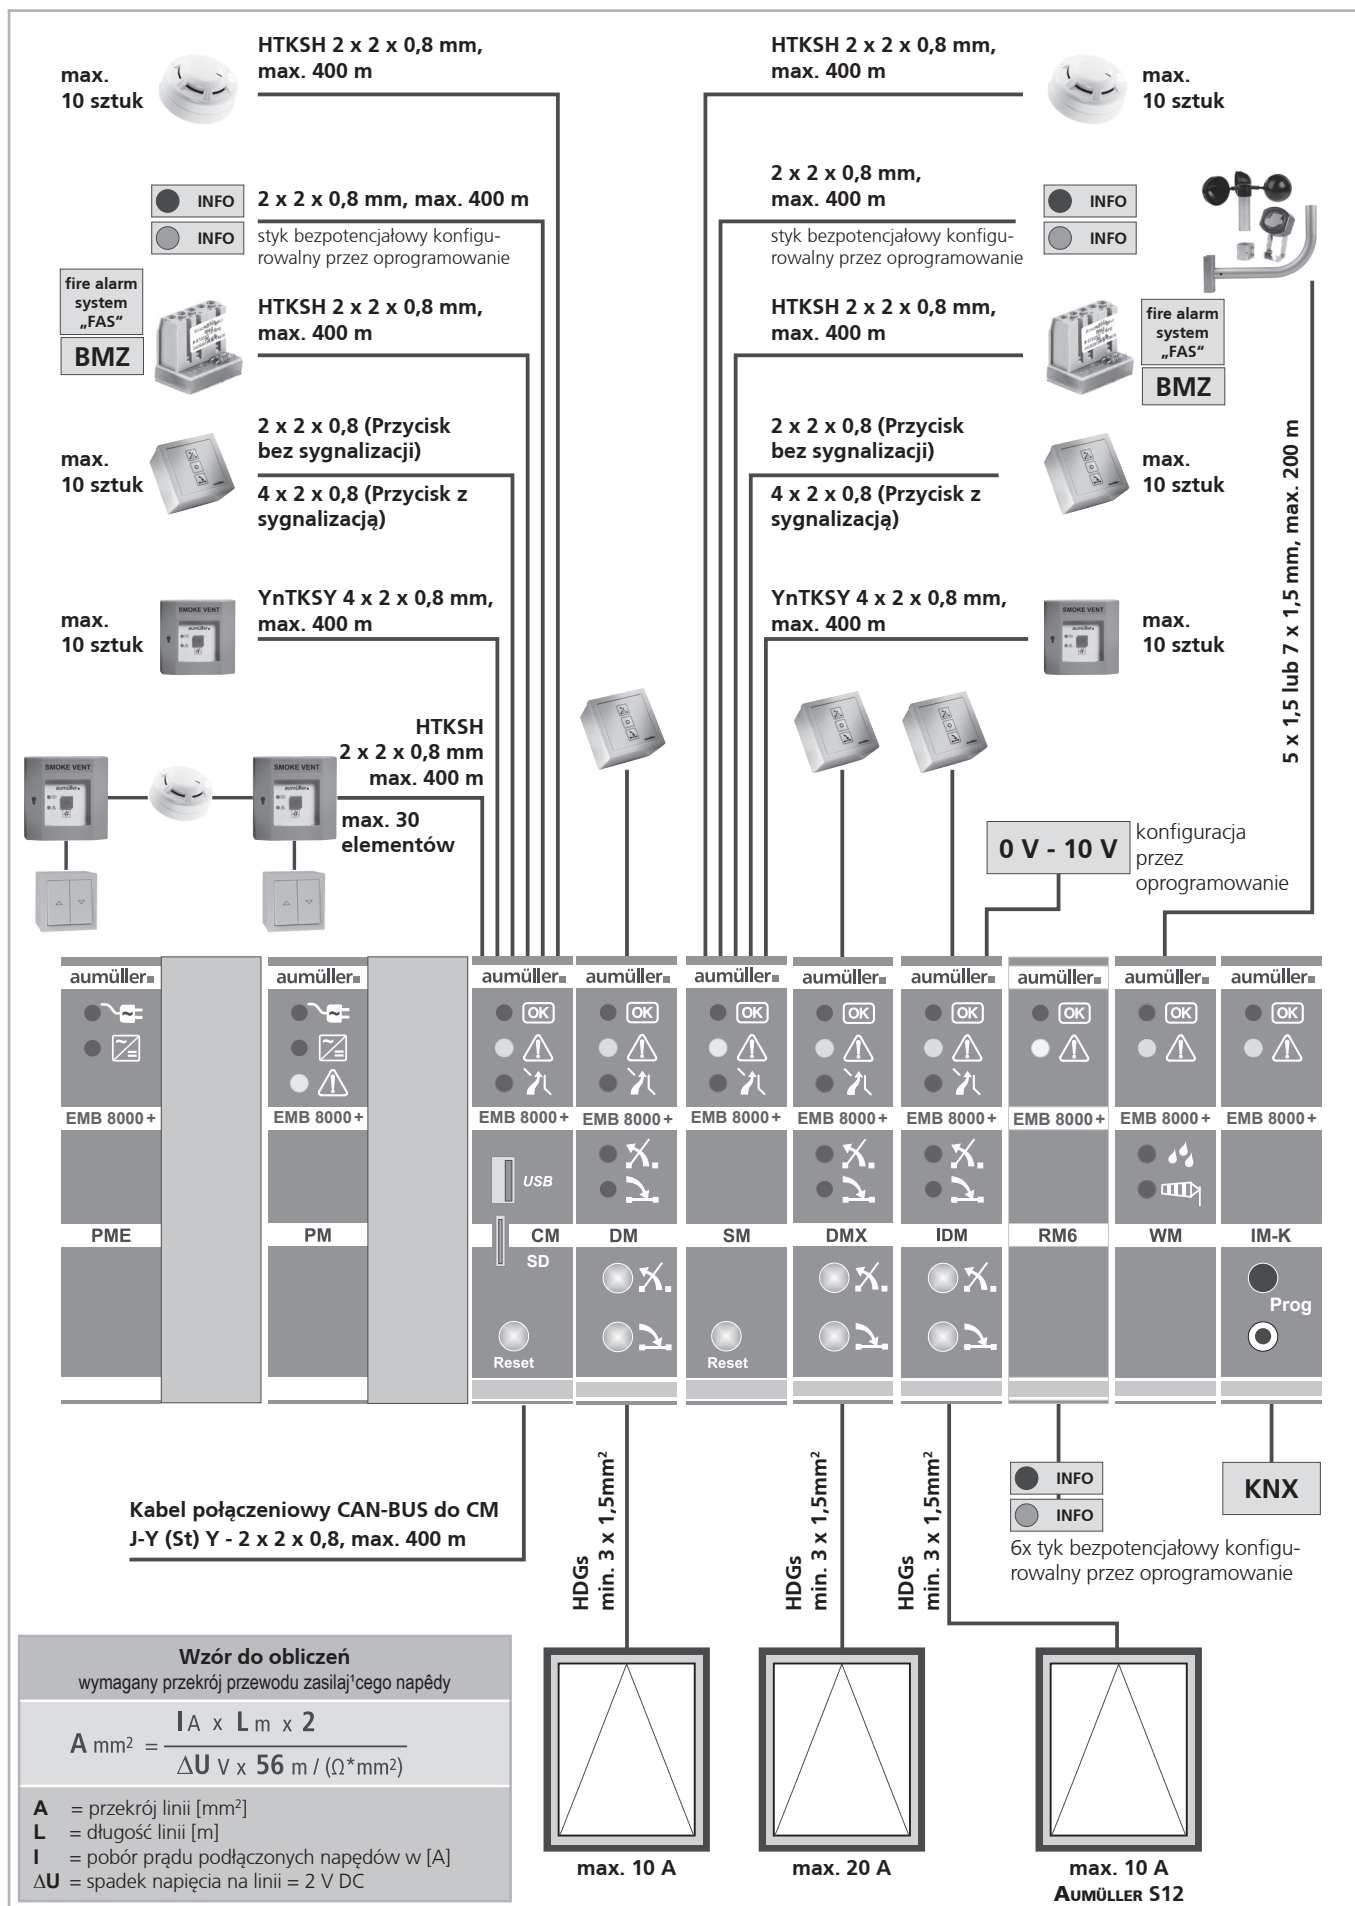 HTKSH 2 x 2 x 0,8 mm,
max. 400 m
max.
10 sztuk
HTKSH 2 x 2 x 0,8 mm,
max. 400 m
max.
10 sztuk
INFO
INFO
2 x 2 x 0,8 mm, max. 400 m
styk bezpotencjałowy konfigu-
rowalny przez oprogramowanie
2 x 2 x 0,8 mm,
max. 400 m
styk bezpotencjałowy konfigu-
rowalny przez oprogramowanie
INFO
INFO
fire alarm
system
„FAS“
BMZ
HTKSH 2 x 2 x 0,8 mm,
max. 400 m
HTKSH 2 x 2 x 0,8 mm,
max. 400 m
fire alarm
system
„FAS“
BMZ
max.
10 sztuk
2 x 2 x 0,8 (Przycisk
bez sygnalizacji)
4 x 2 x 0,8 (Przycisk z
sygnalizacją)
2 x 2 x 0,8 (Przycisk
bez sygnalizacji)
4 x 2 x 0,8 (Przycisk z
sygnalizacją)
max.
10 sztuk
5 x 1,5 lub 7 x 1,5 mm, max. 200 m
max.
10 sztuk
SMOKE VENT
aumüller
YnTKSY 4 x 2 x 0,8 mm,
max. 400 m
YnTKSY 4 x 2 x 0,8 mm,
max. 400 m
SMOKE VENT
aumüller
max.
10 sztuk
HTKSH
2 x 2 x 0,8 mm
max. 400 m
SMOKE VENT
aumüller
SMOKE VENT
aumüller
max. 30
elementów
0 V - 10 V
konfiguracja
przez
oprogramowanie
aumüller aumüller aumüller aumüller aumüller aumüller aumüller aumüller aumüller aumüller
OK OK OK OK OK OK OK OK
EMB 8000+ EMB 8000+ EMB 8000+ EMB 8000+ EMB 8000+ EMB 8000+ EMB 8000+ EMB 8000+ EMB 8000+ EMB 8000+
USB
PME PM CM DM SM DMX IDM RM6 WM IM-K
SD
Prog
Reset Reset
Kabel połączeniowy CAN-BUS do CM
J-Y (St) Y - 2 x 2 x 0,8, max. 400 m
HDGs
min. 3 x 1,5mm²
HDGs
min. 3 x 1,5mm²
HDGs
min. 3 x 1,5mm²
INFO
INFO
6x tyk bezpotencjałowy konfigu-
rowalny przez oprogramowanie
KNX
Wzór do obliczeń
wymagany przekrój przewodu zasilaj¹cego napêdy
A mm² = I A x L m x 2
ΔU V x 56 m / (Ω*mm²)
A = przekrój linii [mm²]
L = długość linii [m]
I = pobór prądu podłączonych napędów w [A]
ΔU = spadek napięcia na linii = 2 V DC
max. 10 A
max. 20 A
max. 10 A
AUMÜLLER S12